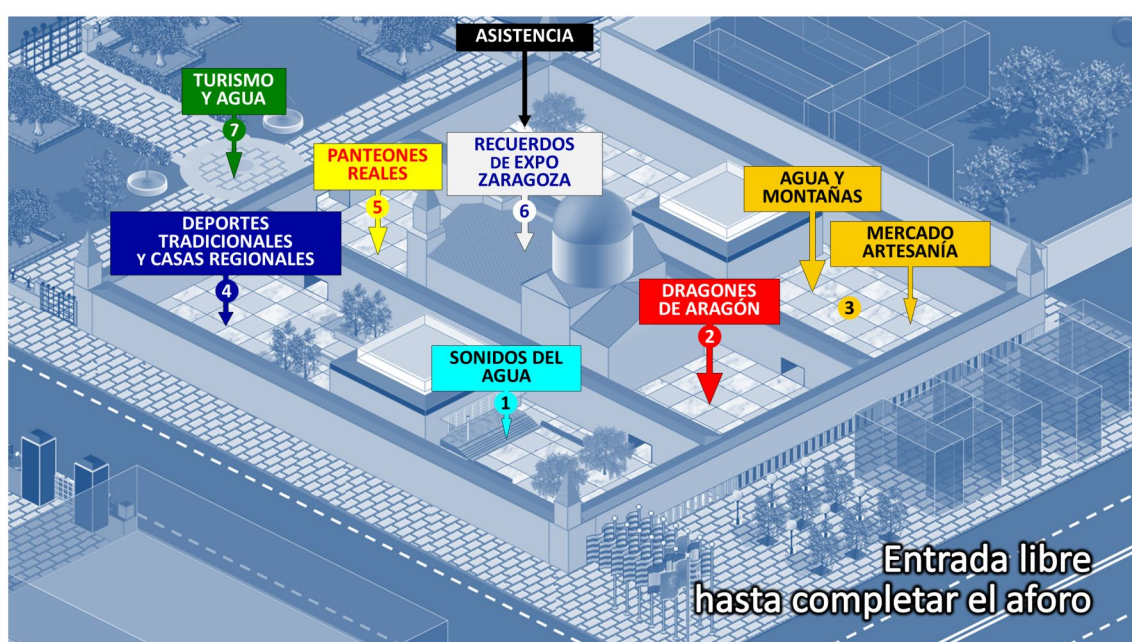 ASISTENCIA
TURISMO
Y AGUA
7
PANTEONES
REALES
5
RECUERDOS
DE EXPO
ZARAGOZA
6
AGUA Y
MONTAÑAS
MERCADO
ARTESANÍA
3
DEPORTES
TRADICIONALES
Y CASAS REGIONALES
4
DRAGONES
DE ARAGÓN
2
SONIDOS DEL
AGUA
1
Entrada libre
hasta completar el aforo